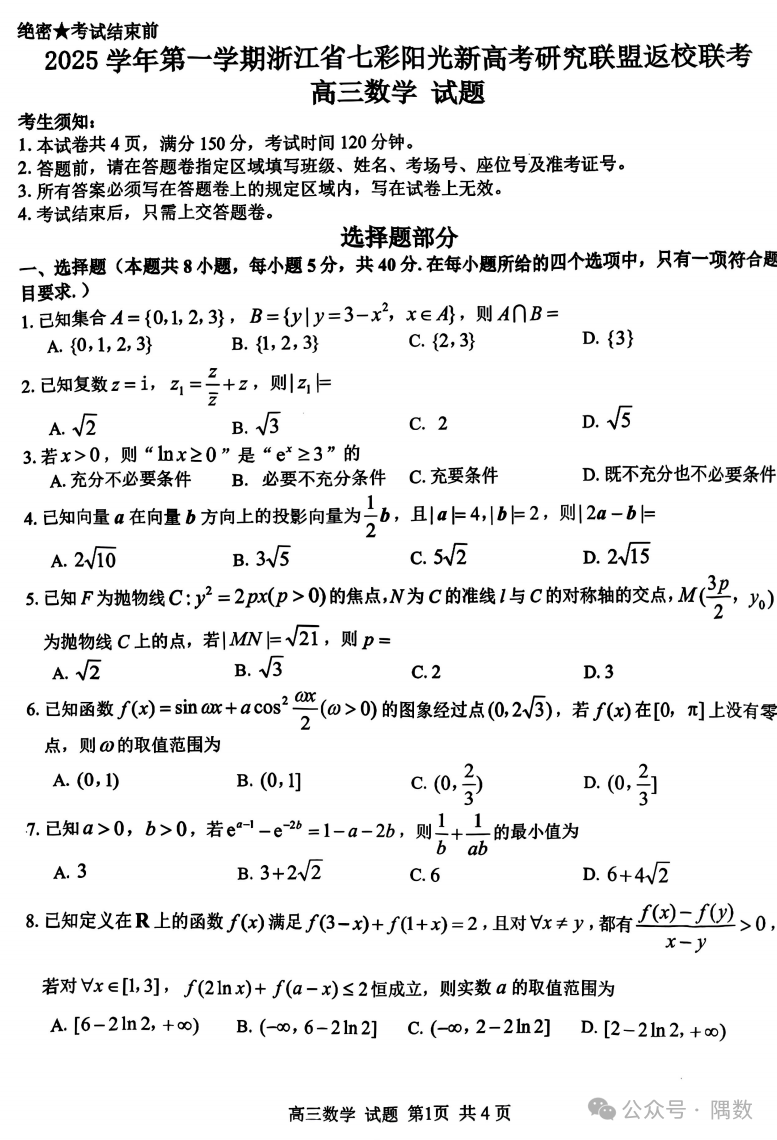 绝密★考试结束前
2025 学年第一学期浙江省七彩阳光新高考研究联盟返校联考
高三数学 试题
考生须知：
1. 本试卷共 4 页，满分 150 分，考试时间 120 分钟。
2. 答题前，请在答题卷指定区域填写班级、姓名、考场号、座位号及准考证号。
3. 所有答案必须写在答题卷上的规定区域内，写在试卷上无效。
4. 考试结束后，只需上交答题卷。
选择题部分
一、选择题（本题共 8 小题，每小题 5 分，共 40 分. 在每小题所给的四个选项中，只有一项符合题
目要求.）
1. 已知集合 A={0,1,2,3}，B={y|y=3-x²，x∈A}，则 A∩B=
A. {0,1,2,3} B. {1,2,3} C. {2,3} D. {3}
2. 已知复数 z=i，z₁=z/z̄+z，则|z₁|=
A. √2 B. √3 C. 2 D. √5
3. 若 x>0，则“ln x≥0”是“eˣ≥3”的
A. 充分不必要条件 B. 必要不充分条件 C. 充要条件 D. 既不充分也不必要条件
4. 已知向量 a 在向量 b 方向上的投影向量为 1/2 b，且|a|=4,|b|=2，则|2a-b|=
A. 2√10 B. 3√5 C. 5√2 D. 2√15
5. 已知 F 为抛物线 C:y²=2px(p>0)的焦点,N 为 C 的准线 l 与 C 的对称轴的交点,M(3p/2，y₀)
为抛物线 C 上的点，若|MN|=√21，则 p=
A. √2 B. √3 C. 2 D. 3
6. 已知函数 f(x)=sin ωx+a cos² ωx/2 (ω>0) 的图象经过点(0,2√3)，若 f(x) 在[0，π]上没有零
点，则 ω 的取值范围为
A. (0,1) B. (0,1] C. (0,2/3) D. (0,2/3]
7. 已知 a>0，b>0，若 eᵃ⁻¹-e⁻²ᵇ=1-a-2b，则 1/b+1/ab 的最小值为
A. 3 B. 3+2√2 C. 6 D. 6+4√2
8. 已知定义在 R 上的函数 f(x) 满足 f(3-x)+f(1+x)=2，且对∀x≠y，都有 (f(x)-f(y))/(x-y)>0，
若对∀x∈[1,3]，f(2ln x)+f(a-x)≤2 恒成立，则实数 a 的取值范围为
A. [6-2ln2,+∞) B. (-∞，6-2ln2] C. (-∞，2-2ln2] D. [2-2ln2,+∞)
高三数学 试题 第1页 共 4 页
公众号 · 隅数